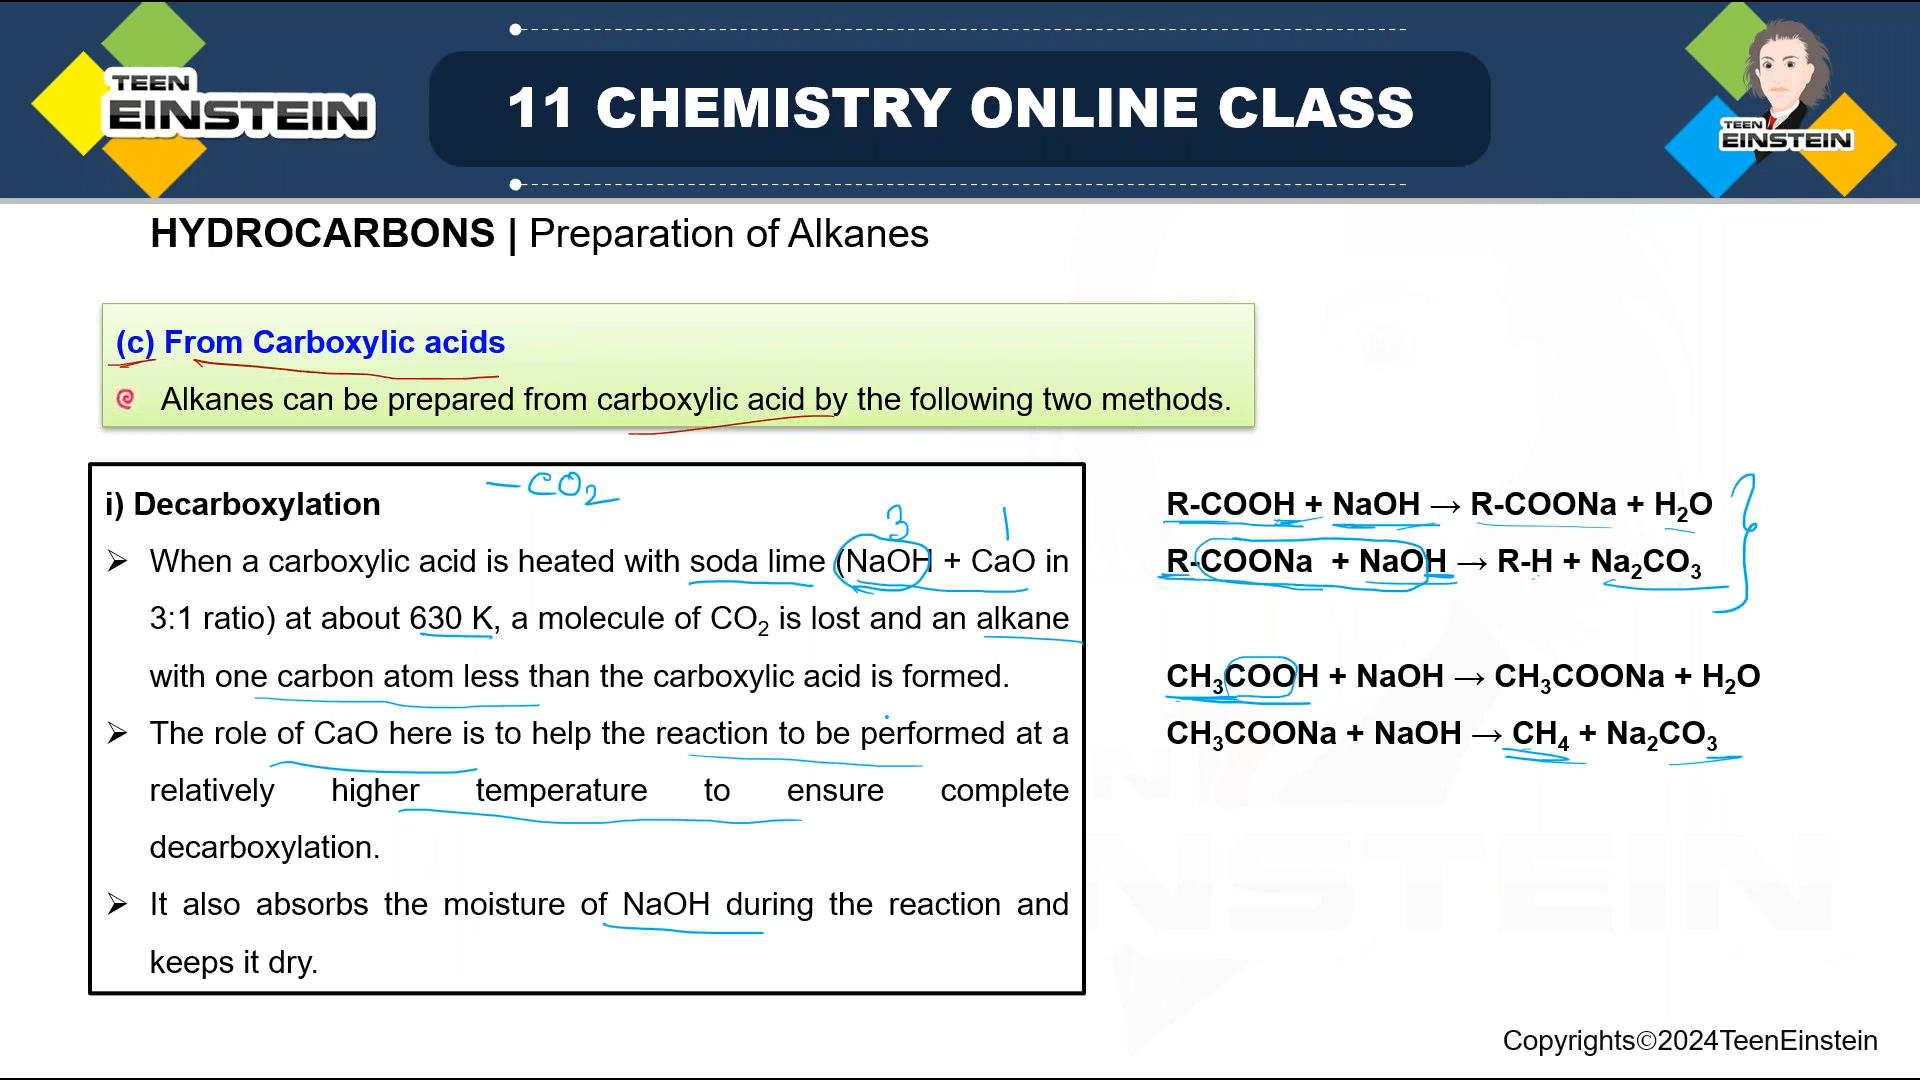 TEEN
EINSTEIN
11 CHEMISTRY ONLINE CLASS
TEEN
EINSTEIN
HYDROCARBONS | Preparation of Alkanes
(c) From Carboxylic acids
Alkanes can be prepared from carboxylic acid by the following two methods.
– CO₂
i) Decarboxylation
3 1
➢ When a carboxylic acid is heated with soda lime (NaOH + CaO in
3:1 ratio) at about 630 K, a molecule of CO₂ is lost and an alkane
with one carbon atom less than the carboxylic acid is formed.
➢ The role of CaO here is to help the reaction to be performed at a
relatively higher temperature to ensure complete
decarboxylation.
➢ It also absorbs the moisture of NaOH during the reaction and
keeps it dry.
R-COOH + NaOH → R-COONa + H₂O
R-COONa + NaOH → R-H + Na₂CO₃
CH₃COOH + NaOH → CH₃COONa + H₂O
CH₃COONa + NaOH → CH₄ + Na₂CO₃
TEEN
EINSTEIN
Copyrights©2024TeenEinstein